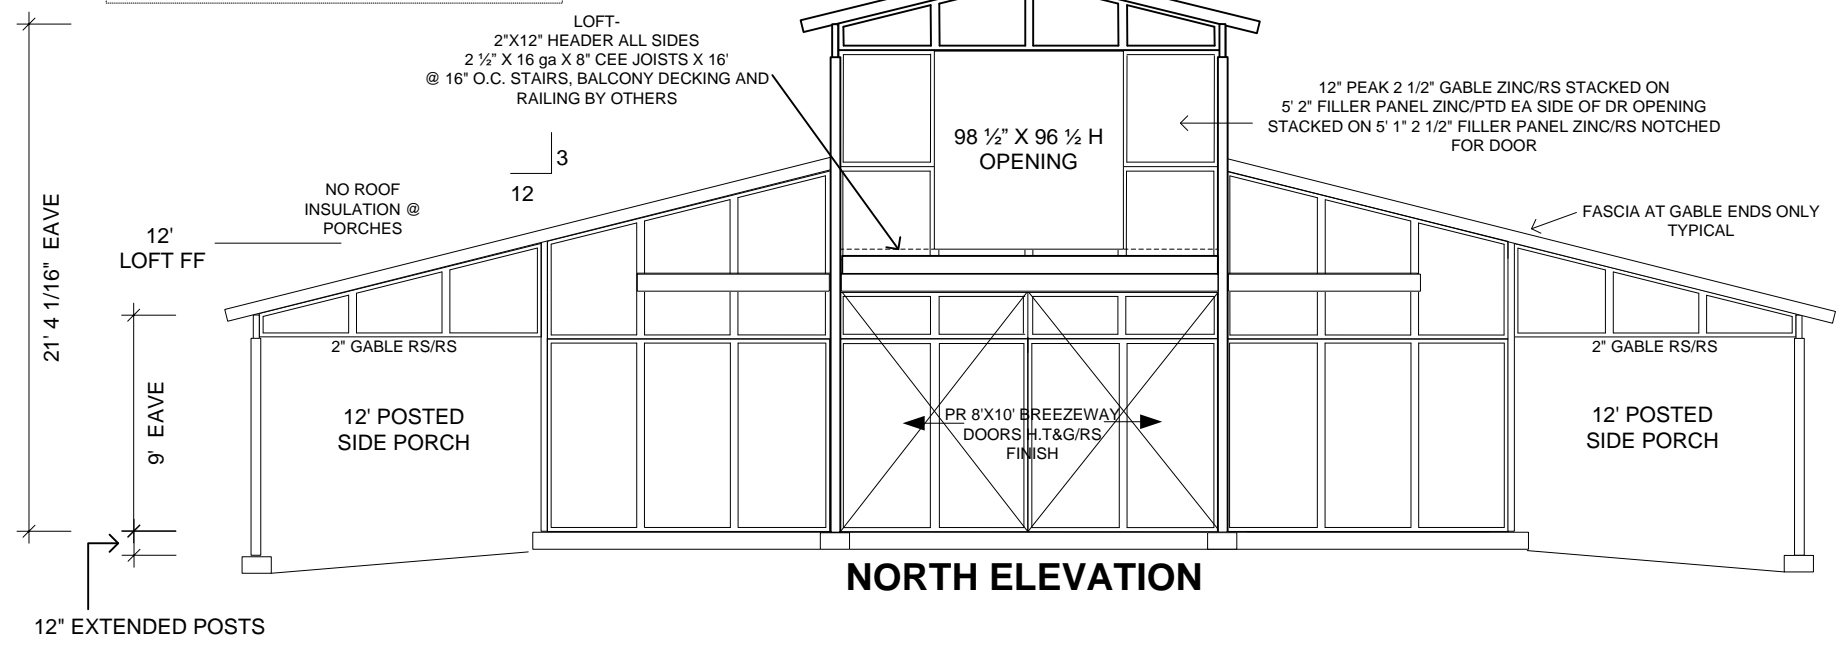 LOFT-
2"X12" HEADER ALL SIDES
2 ½" X 16 ga X 8" CEE JOISTS X 16'
@ 16" O.C. STAIRS, BALCONY DECKING AND
RAILING BY OTHERS
12" PEAK 2 1/2" GABLE ZINC/RS STACKED ON
5' 2" FILLER PANEL ZINC/PTD EA SIDE OF DR OPENING
STACKED ON 5' 1" 2 1/2" FILLER PANEL ZINC/RS NOTCHED
FOR DOOR
98 ½" X 96 ½ H
OPENING
3
12
NO ROOF
INSULATION @
PORCHES
FASCIA AT GABLE ENDS ONLY
TYPICAL
12'
LOFT FF
21' 4 1/16" EAVE
9' EAVE
2" GABLE RS/RS
2" GABLE RS/RS
12' POSTED
SIDE PORCH
PR 8'X10' BREEZEWAY
DOORS H.T&G/RS
FINISH
12' POSTED
SIDE PORCH
NORTH ELEVATION
12" EXTENDED POSTS